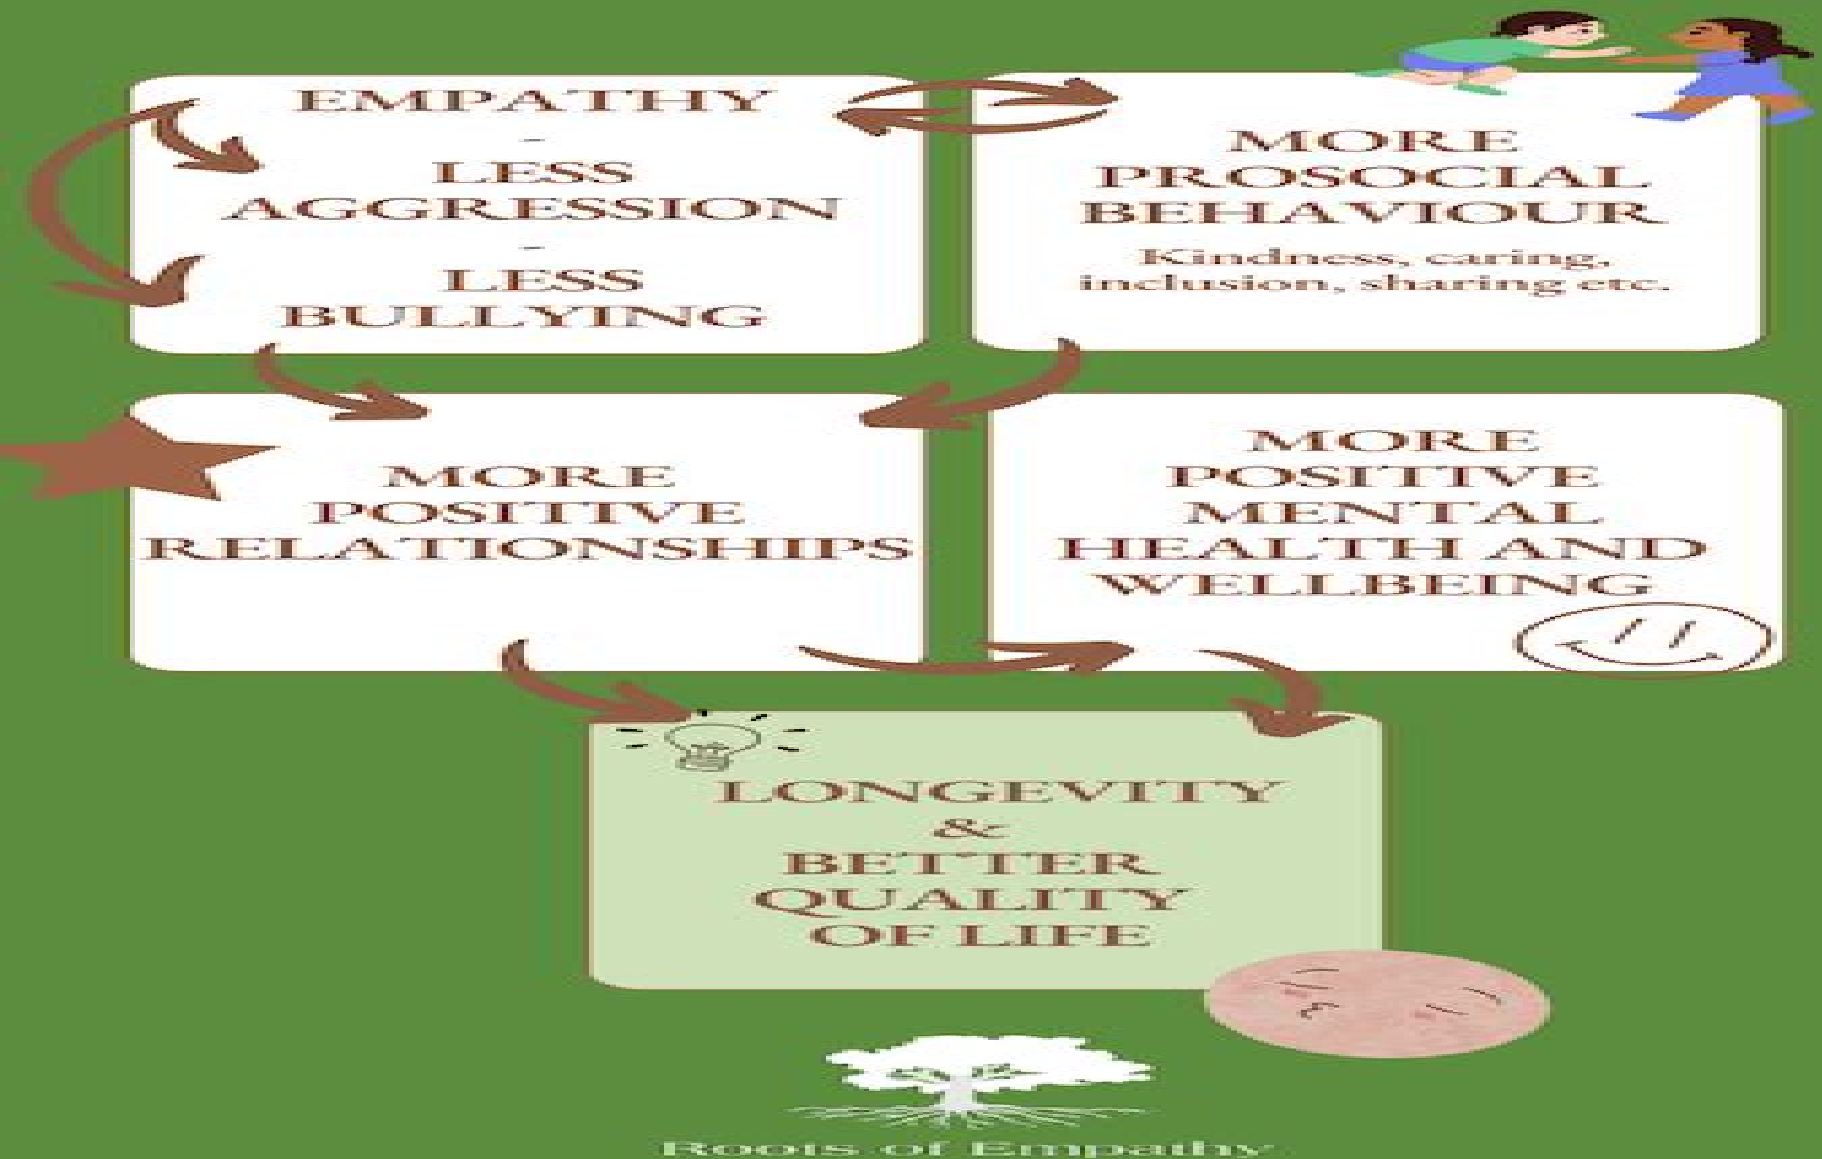 EMPATHY
-
LESS
AGGRESSION
-
LESS
BULLYING
MORE
PROSOCIAL
BEHAVIOUR
Kindness, caring,
inclusion, sharing etc.
MORE
POSITIVE
RELATIONSHIPS
MORE
POSITIVE
MENTAL
HEALTH AND
WELLBEING
LONGEVITY
&
BETTER
QUALITY
OF LIFE
Roots of Empathy